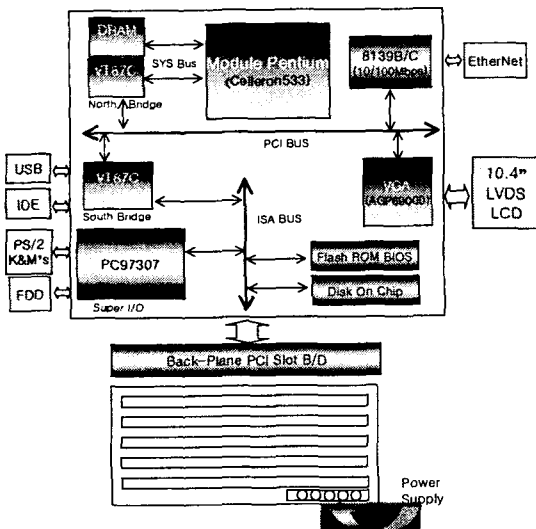 DRAM
SYS Bus
Module Pentium
(Celleron533)
8139B/C
(10/100Mbps)
EtherNet
VT87C
North Bridge
PCI BUS
USB
IDE
South Bridge
ISA BUS
VGA
10.4"
LVDS
LCD
PS/2
K&M's
PC97307
Flash ROM BIOS
FDD
Disk On Chip
Super I/O
Back-Plane PCI Slot B/D
Power
Supply